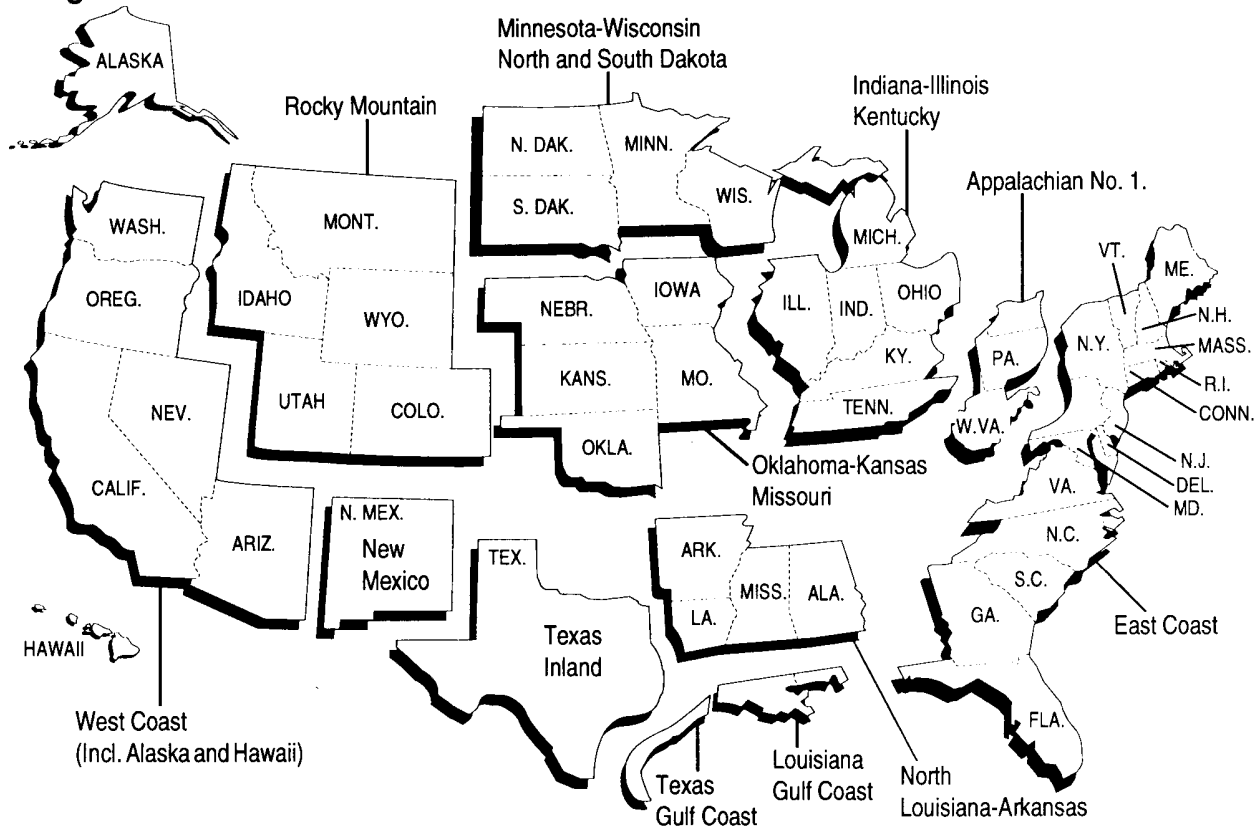 g
ALASKA
Rocky Mountain
Minnesota-Wisconsin
North and South Dakota
Indiana-Illinois
Kentucky
Appalachian No. 1.
WASH.
OREG.
CALIF.
NEV.
ARIZ.
MONT.
IDAHO
WYO.
UTAH
COLO.
N. DAK.
S. DAK.
MINN.
WIS.
MICH.
NEBR.
IOWA
KANS.
MO.
OKLA.
Oklahoma-Kansas
Missouri
ILL.
IND.
OHIO
KY.
TENN.
PA.
W.VA.
VT.
ME.
N.H.
MASS.
R.I.
CONN.
N.Y.
N.J.
DEL.
MD.
VA.
N.C.
S.C.
GA.
FLA.
East Coast
N. MEX.
New
Mexico
TEX.
Texas
Inland
ARK.
LA.
MISS.
ALA.
HAWAII
West Coast
(Incl. Alaska and Hawaii)
Texas
Gulf Coast
Louisiana
Gulf Coast
North
Louisiana-Arkansas